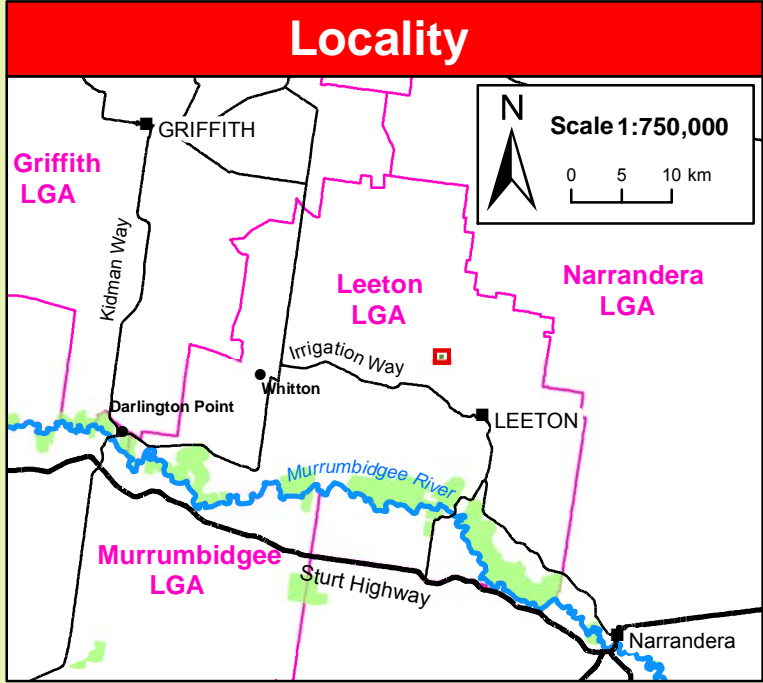 Locality
N
Scale 1:750,000
0 5 10 km
GRIFFITH
Griffith
LGA
Kidman Way
Leeton
LGA
Narrandera
LGA
Irrigation Way
Whitton
Darlington Point
LEETON
Murrumbidgee River
Murrumbidgee
LGA
Sturt Highway
Narrandera